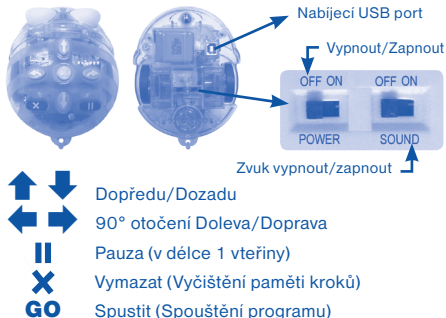 Nabíjecí USB port
Vypnout/Zapnout
OFF ON OFF ON
POWER SOUND
Zvuk vypnout/zapnout
Dopředu/Dozadu
90° otočení Doleva/Doprava
Pauza (v délce 1 vteřiny)
Vymazat (Vyčištění paměti kroků)
GO Spustit (Spouštění programu)